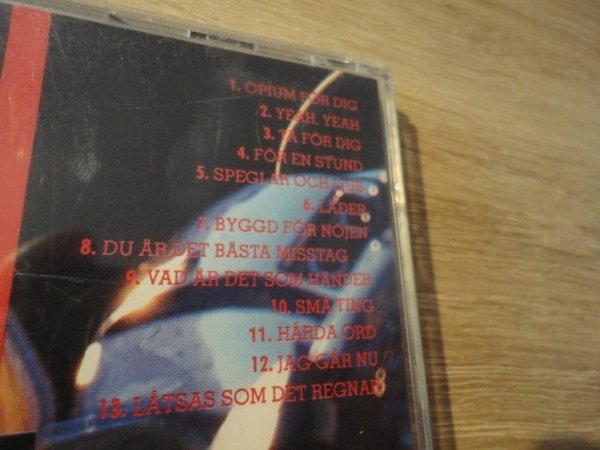 1. OPIUM FÖR DIG
2. YEAH, YEAH
3. TA FÖR DIG
4. FÖR EN STUND
5. SPEGLAR OCH LJUS
6. LÄDER
7. BYGGD FÖR NÖJEN
8. DU ÄR DET BÄSTA MISSTAG...
9. VAD ÄR DET SOM HÄNDER
10. SMÅ TING
11. HÅRDA ORD
12. JAG GÅR NU
13. LÅTSAS SOM DET REGNAR